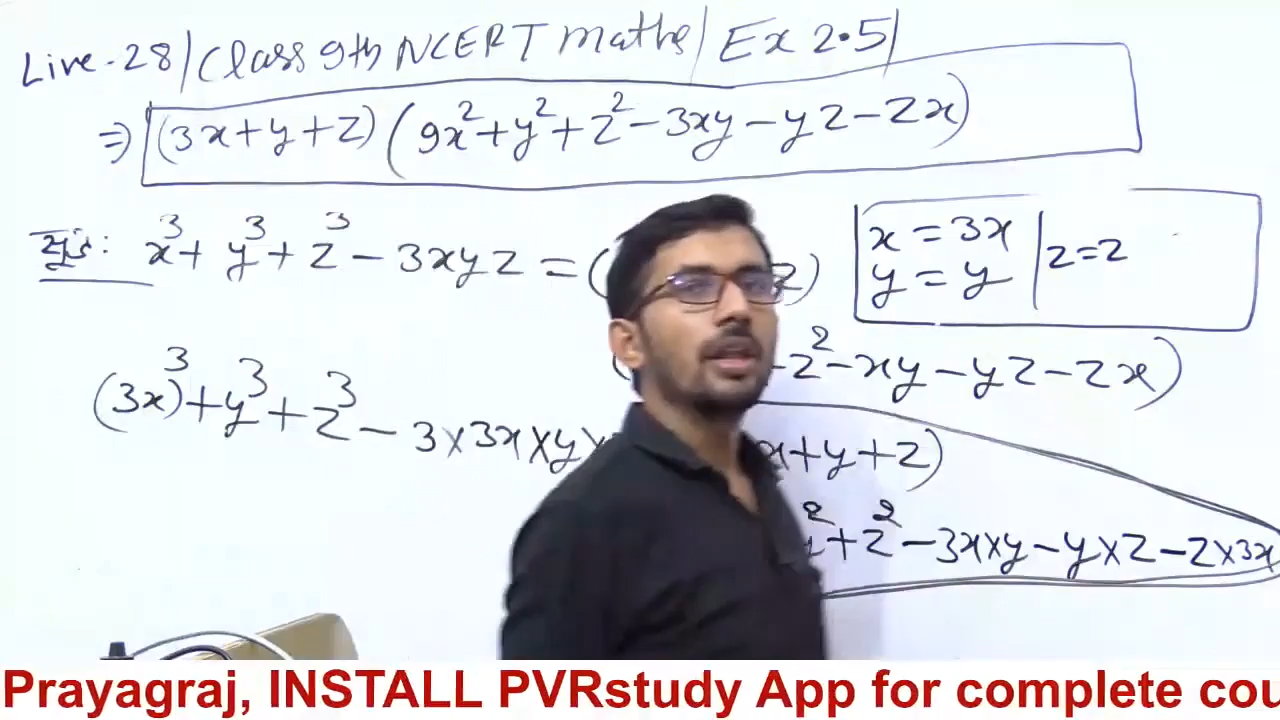 Live-28/Class 9th NCERT maths/ Ex 2.5/
⇒ (3x+y+z) (9x²+y²+z²-3xy-yz-zx)
सूत्र: x³+y³+z³-3xyz=( z)
x=3x
y=y
z=z
z²-xy-yz-zx)
(3x)³+y³+z³-3×3x×y×
x+y+z)
²+z²-3x×y-y×z-z×3x
Prayagraj, INSTALL PVRstudy App for complete cou